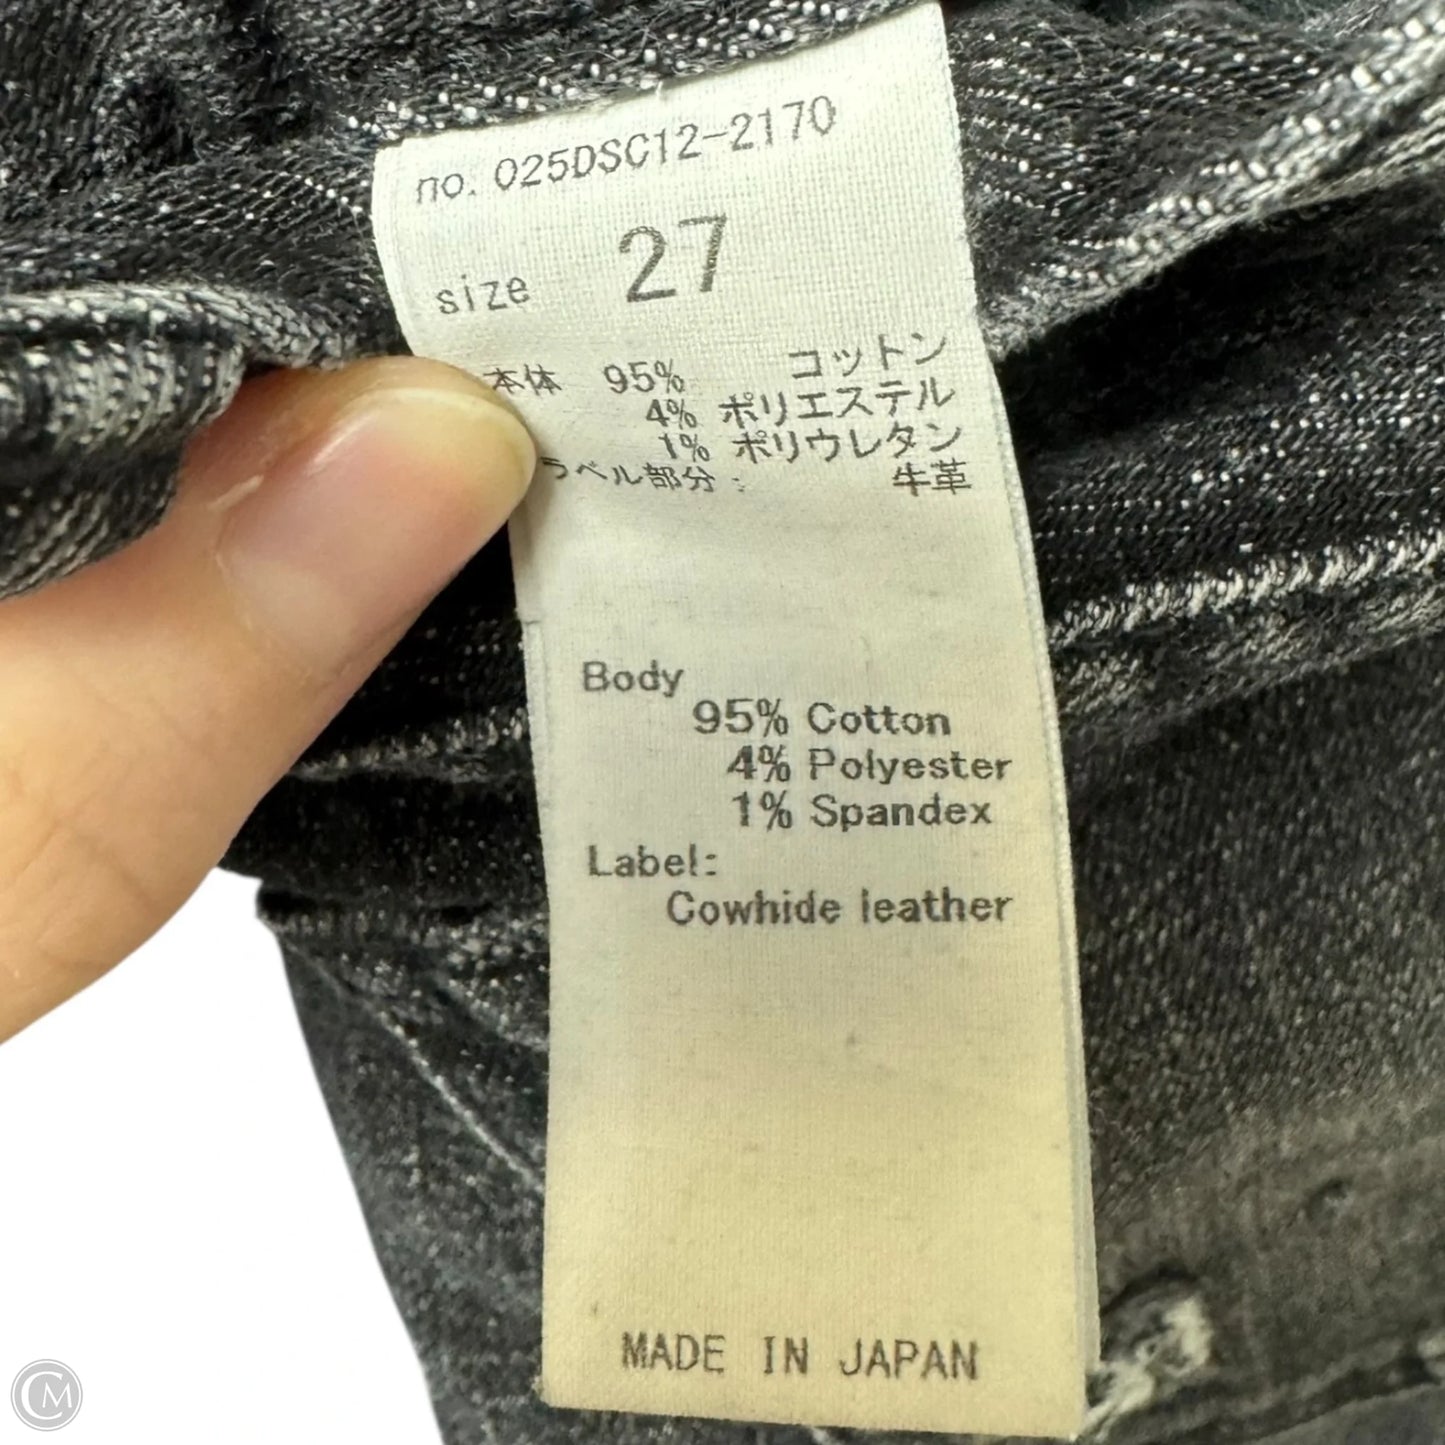 no. 025DSC12-2170
size 27
本体 95% コットン
4% ポリエステル
1% ポリウレタン
ラベル部分: 牛革
Body
95% Cotton
4% Polyester
1% Spandex
Label:
Cowhide leather
MADE IN JAPAN
CM